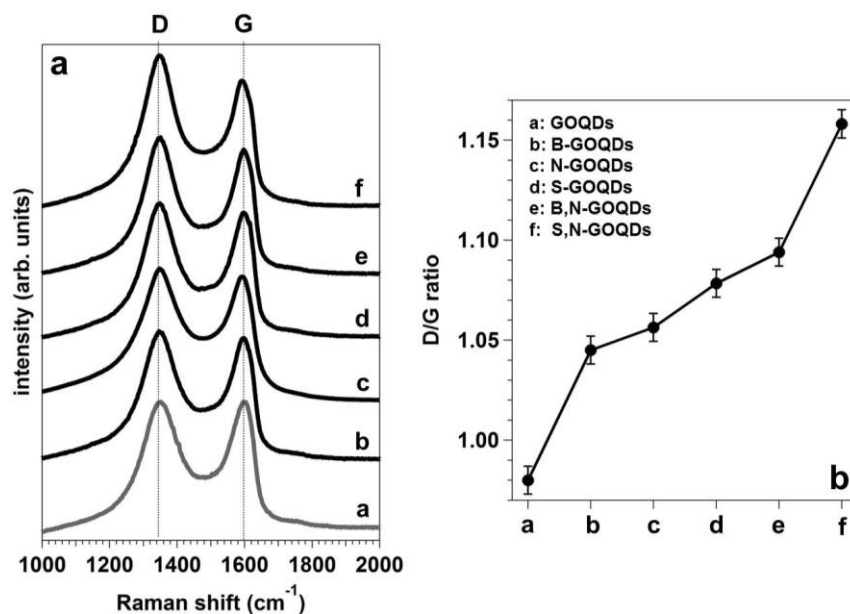 D G
a
f
e
d
c
b
a
intensity (arb. units)
1000 1200 1400 1600 1800 2000
Raman shift (cm-1)
a: GOQDs
b: B-GOQDs
c: N-GOQDs
d: S-GOQDs
e: B,N-GOQDs
f: S,N-GOQDs
1.15
1.10
1.05
1.00
D/G ratio
b
a b c d e f